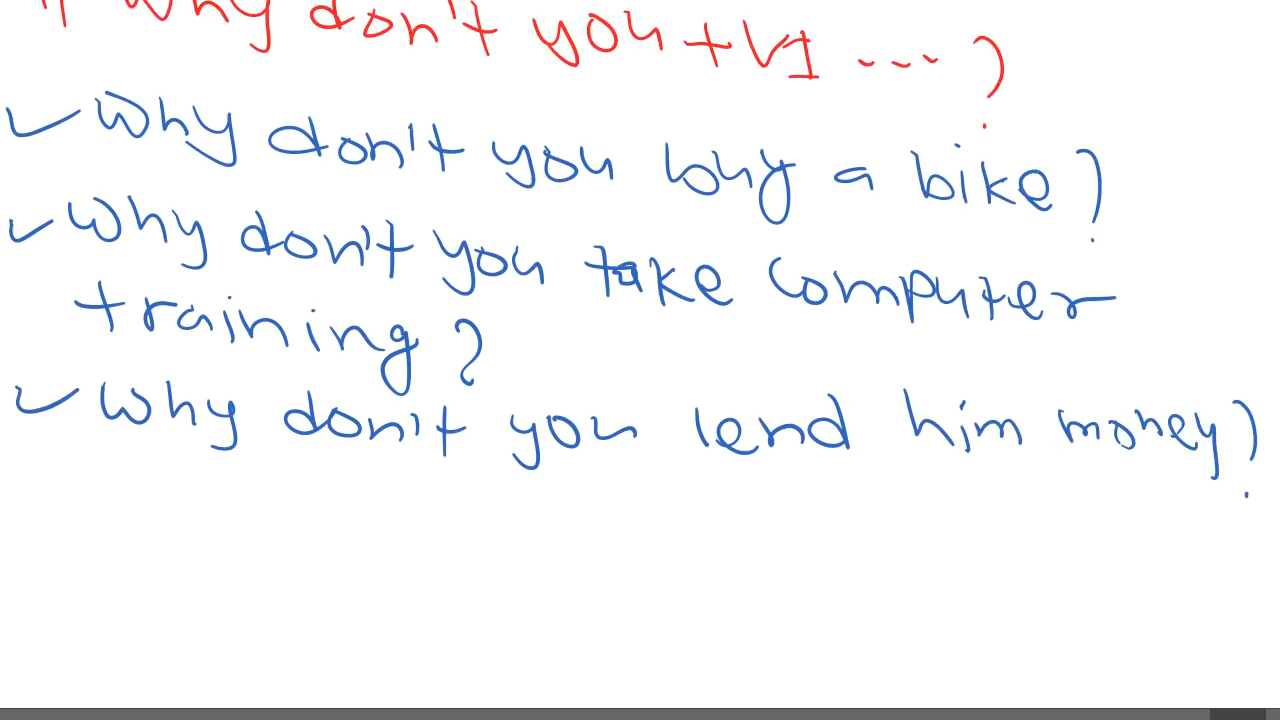 Why don't you + V1 ... ?
Why don't you buy a bike?
Why don't you take computer
training?
Why don't you lend him money?